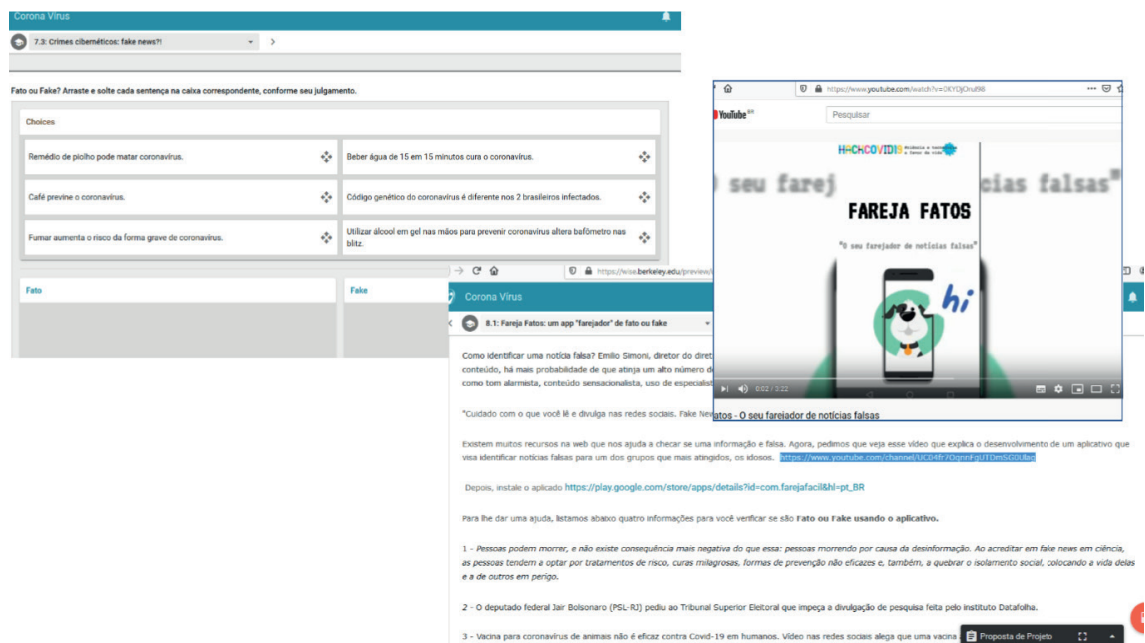 Corona Vírus
7.3: Crimes cibernéticos: fake news?!
Fato ou Fake? Arraste e solte cada sentença na caixa correspondente, conforme seu julgamento.
Choices
Remédio de piolho pode matar coronavírus.
Beber água de 15 em 15 minutos cura o coronavírus.
Café previne o coronavírus.
Código genético do coronavírus é diferente nos 2 brasileiros infectados.
Fumar aumenta o risco da forma grave de coronavírus.
Utilizar álcool em gel nas mãos para prevenir coronavírus altera bafômetro nas
blitz.
Fato
Fake
YouTube BR
Pesquisar
HACKCOVID19
"O seu farej
cias falsas"
FAREJA FATOS
"O seu farejador de notícias falsas"
hi
0:02 / 3:22
atos - O seu farejador de notícias falsas
https://wise.berkeley.edu/preview/
Corona Vírus
8.1: Fareja Fatos: um app "farejador" de fato ou fake
Como identificar uma notícia falsa? Emilio Simoni, diretor do diret
conteúdo, há mais probabilidade de que atinja um alto número d
como tom alarmista, conteúdo sensacionalista, uso de especialist
"Cuidado com o que você lê e divulga nas redes sociais. Fake Ne
Existem muitos recursos na web que nos ajuda a checar se uma informação e falsa. Agora, pedimos que veja esse vídeo que explica o desenvolvimento de um aplicativo que
visa identificar notícias falsas para um dos grupos que mais atingidos, os idosos.
Depois, instale o aplicado https://play.google.com/store/apps/details?id=com.farejafacil&hl=pt_BR
Para lhe dar uma ajuda, listamos abaixo quatro informações para você verificar se são Fato ou Fake usando o aplicativo.
1 - Pessoas podem morrer, e não existe consequência mais negativa do que essa: pessoas morrendo por causa da desinformação. Ao acreditar em fake news em ciência,
as pessoas tendem a optar por tratamentos de risco, curas milagrosas, formas de prevenção não eficazes e, também, a quebrar o isolamento social, colocando a vida delas
e a de outros em perigo.
2 - O deputado federal Jair Bolsonaro (PSL-RJ) pediu ao Tribunal Superior Eleitoral que impeça a divulgação de pesquisa feita pelo instituto Datafolha.
3 - Vacina para coronavírus de animais não é eficaz contra Covid-19 em humanos. Vídeo nas redes sociais alega que uma vacina
Proposta de Projeto